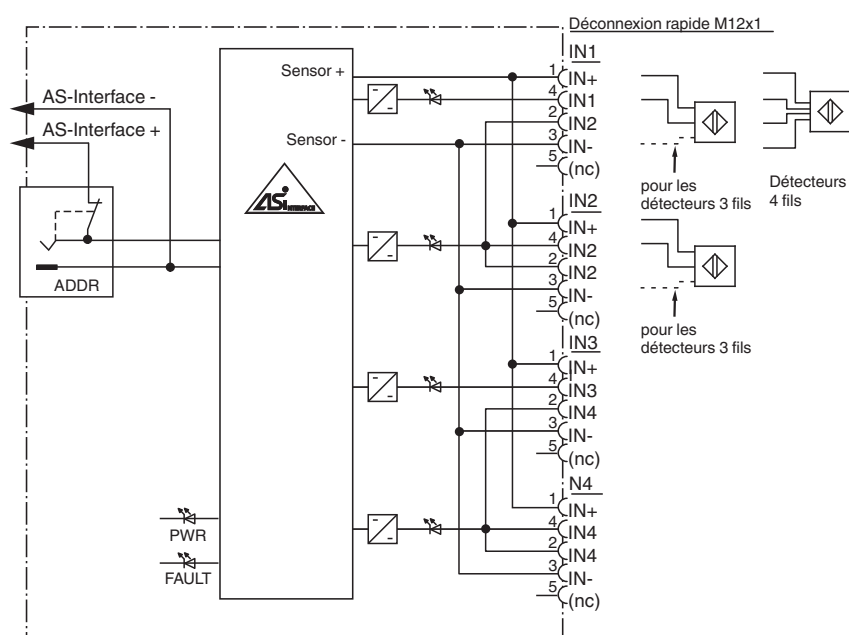 Déconnexion rapide M12x1
IN1
Sensor +
1
IN+
4
IN1
2
IN2
Sensor -
3
IN-
5
(nc)
AS-Interface -
AS-Interface +
ASi
INTERFACE
ADDR
pour les
détecteurs 3 fils
Détecteurs
4 fils
IN2
1
IN+
4
IN2
2
IN2
3
IN-
5
(nc)
pour les
détecteurs 3 fils
IN3
1
IN+
4
IN3
2
IN4
3
IN-
5
(nc)
N4
1
IN+
4
IN4
2
IN4
3
IN-
5
(nc)
PWR
FAULT